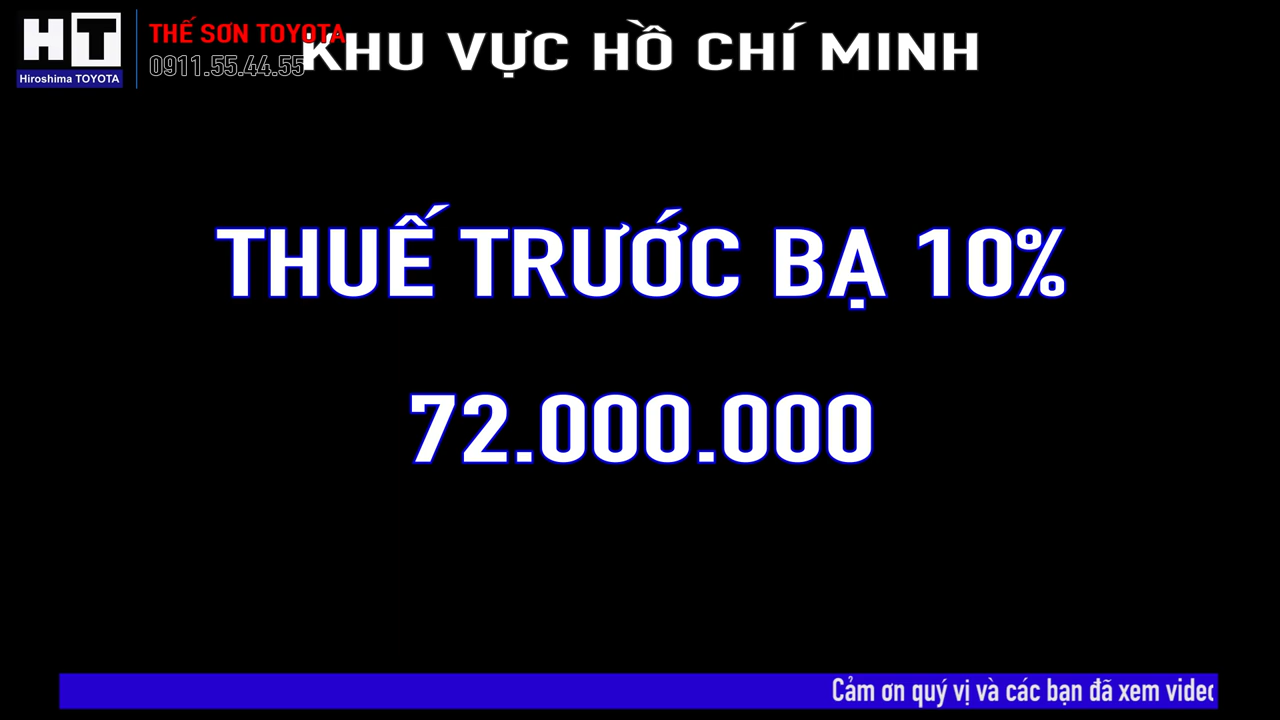 HT
Hiroshima TOYOTA
THẾ SƠN TOYOTA
0911.55.44.55
KHU VỰC HỒ CHÍ MINH
THUẾ TRƯỚC BẠ 10%
72.000.000
Cảm ơn quý vị và các bạn đã xem video